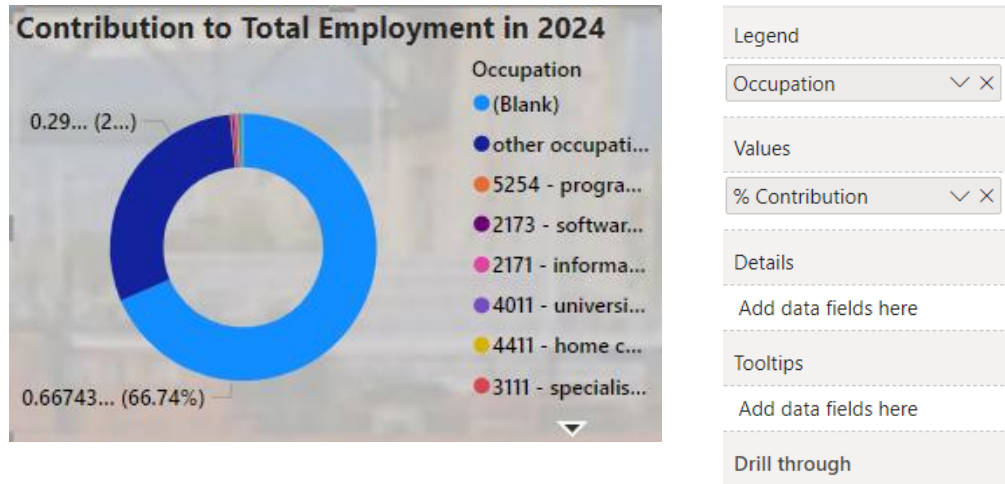 Contribution to Total Employment in 2024
Occupation
(Blank)
other occupati...
5254 - progra...
2173 - softwar...
2171 - informa...
4011 - universi...
4411 - home c...
3111 - specialis...
0.29... (2...)
0.66743... (66.74%)
Legend
Occupation
Values
% Contribution
Details
Add data fields here
Tooltips
Add data fields here
Drill through